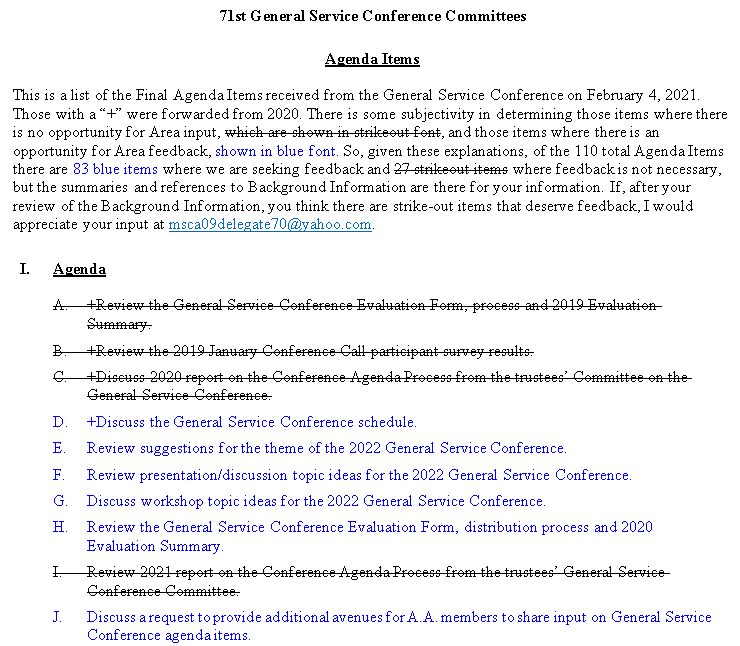 71st General Service Conference Committees
Agenda Items
This is a list of the Final Agenda Items received from the General Service Conference on February 4, 2021.
Those with a “+” were forwarded from 2020. There is some subjectivity in determining those items where there
is no opportunity for Area input, which are shown in strikeout font, and those items where there is an
opportunity for Area feedback, shown in blue font. So, given these explanations, of the 110 total Agenda Items
there are 83 blue items where we are seeking feedback and 27 strikeout items where feedback is not necessary,
but the summaries and references to Background Information are there for your information. If, after your
review of the Background Information, you think there are strike-out items that deserve feedback, I would
appreciate your input at msca09delegate70@yahoo.com.
I. Agenda
A. +Review the General Service Conference Evaluation Form, process and 2019 Evaluation
Summary.
B. +Review the 2019 January Conference Call participant survey results.
C. +Discuss 2020 report on the Conference Agenda Process from the trustees’ Committee on the
General Service Conference.
D. +Discuss the General Service Conference schedule.
E. Review suggestions for the theme of the 2022 General Service Conference.
F. Review presentation/discussion topic ideas for the 2022 General Service Conference.
G. Discuss workshop topic ideas for the 2022 General Service Conference.
H. Review the General Service Conference Evaluation Form, distribution process and 2020
Evaluation Summary.
I. Review 2021 report on the Conference Agenda Process from the trustees’ General Service
Conference Committee.
J. Discuss a request to provide additional avenues for A.A. members to share input on General Service
Conference agenda items.